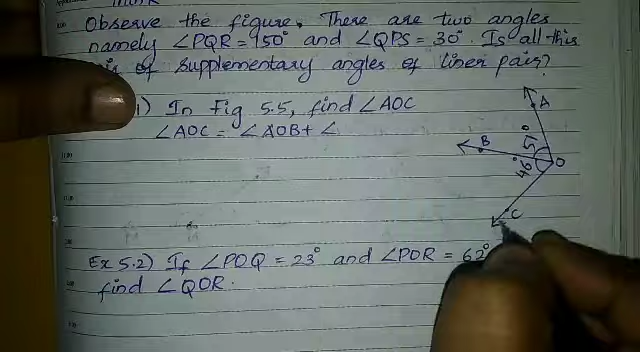 Observe the figure. There are two angles
namely ∠PQR = 150° and ∠QPS = 30°. Is all this
of supplementary angles of liner pair?
i) In Fig 5.5, find ∠AOC
∠AOC = ∠AOB + ∠
A
B
51°
O
46°
C
Ex 5.2) If ∠POQ = 23° and ∠POR = 62°
find ∠QOR.